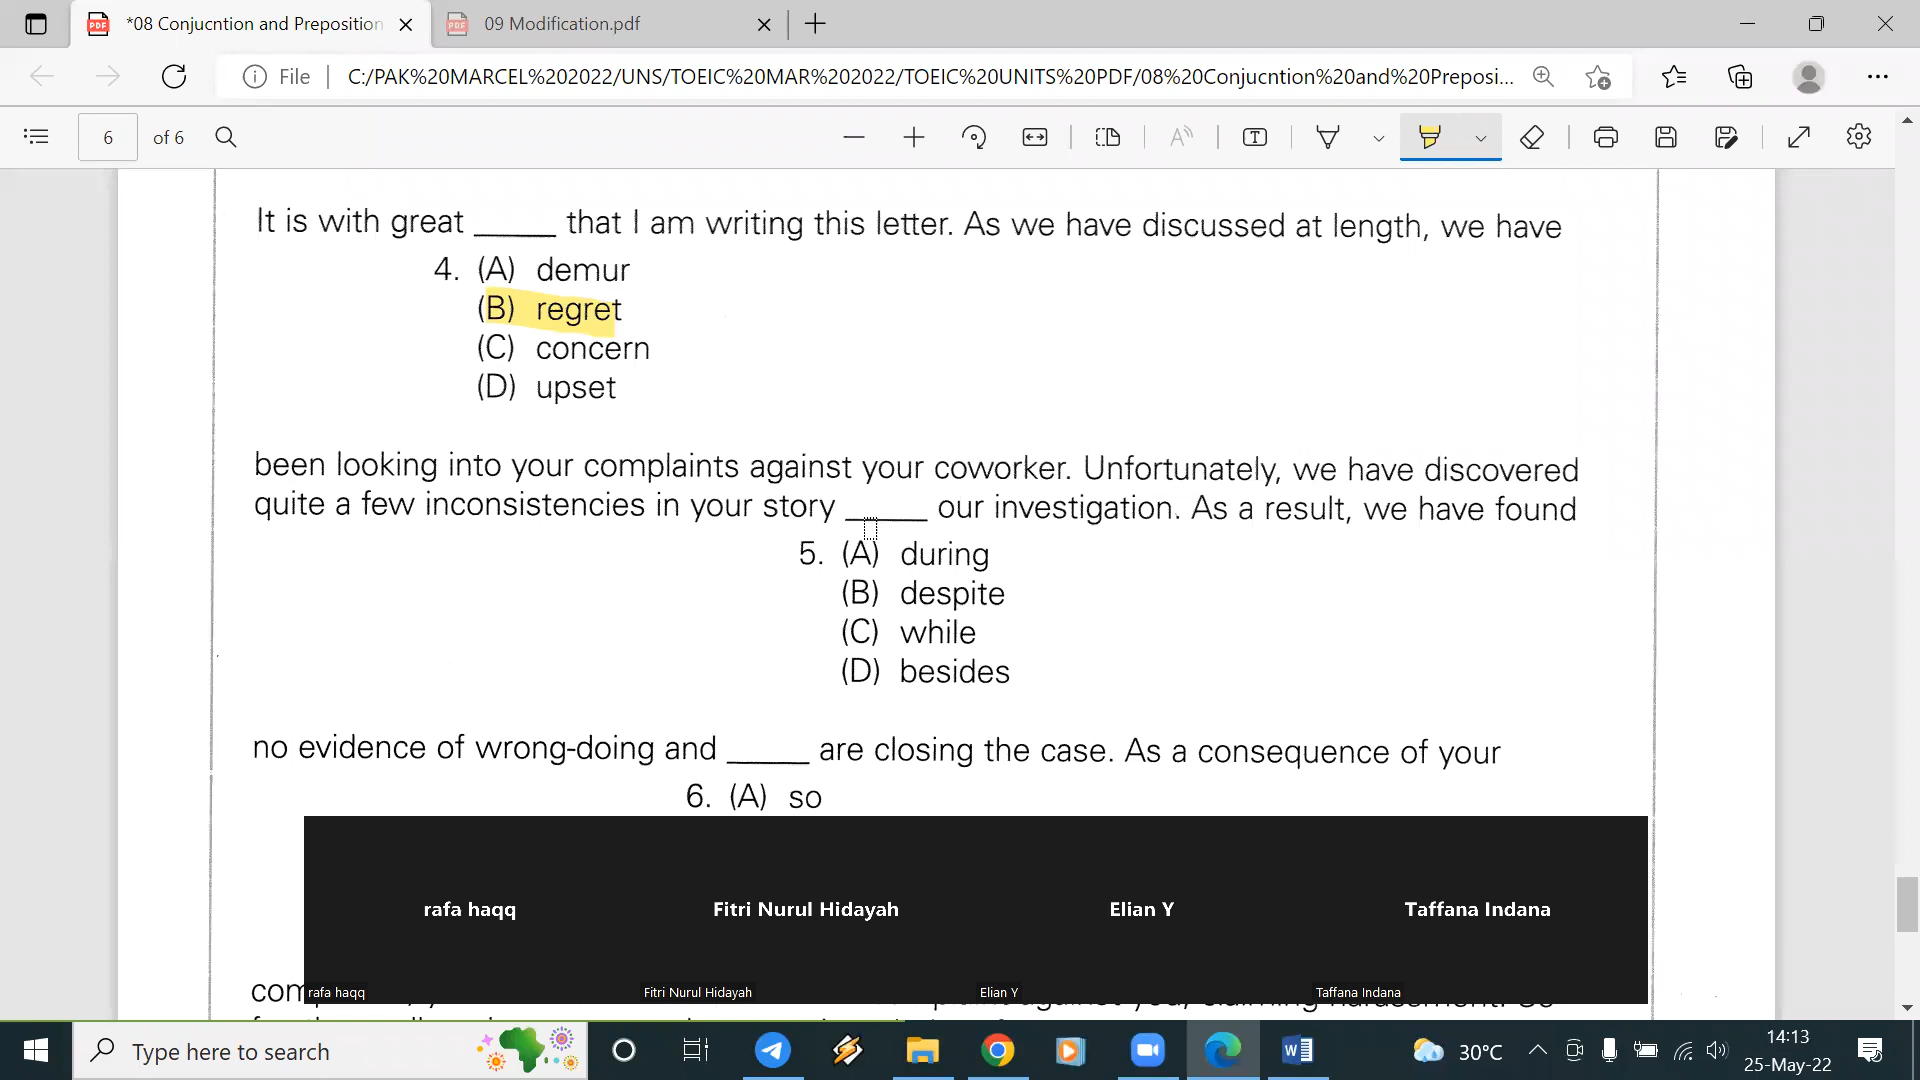 *08 Conjucntion and Preposition
09 Modification.pdf
File
C:/PAK%20MARCEL%202022/UNS/TOEIC%20MAR%202022/TOEIC%20UNITS%20PDF/08%20Conjucntion%20and%20Preposi...
6 of 6
It is with great _____ that I am writing this letter. As we have discussed at length, we have
4. (A) demur
(B) regret
(C) concern
(D) upset
been looking into your complaints against your coworker. Unfortunately, we have discovered
quite a few inconsistencies in your story _____ our investigation. As a result, we have found
5. (A) during
(B) despite
(C) while
(D) besides
no evidence of wrong-doing and _____ are closing the case. As a consequence of your
6. (A) so
rafa haqq Fitri Nurul Hidayah Elian Y Taffana Indana
rafa haqq Fitri Nurul Hidayah Elian Y Taffana Indana
Type here to search
30°C
14:13
25-May-22